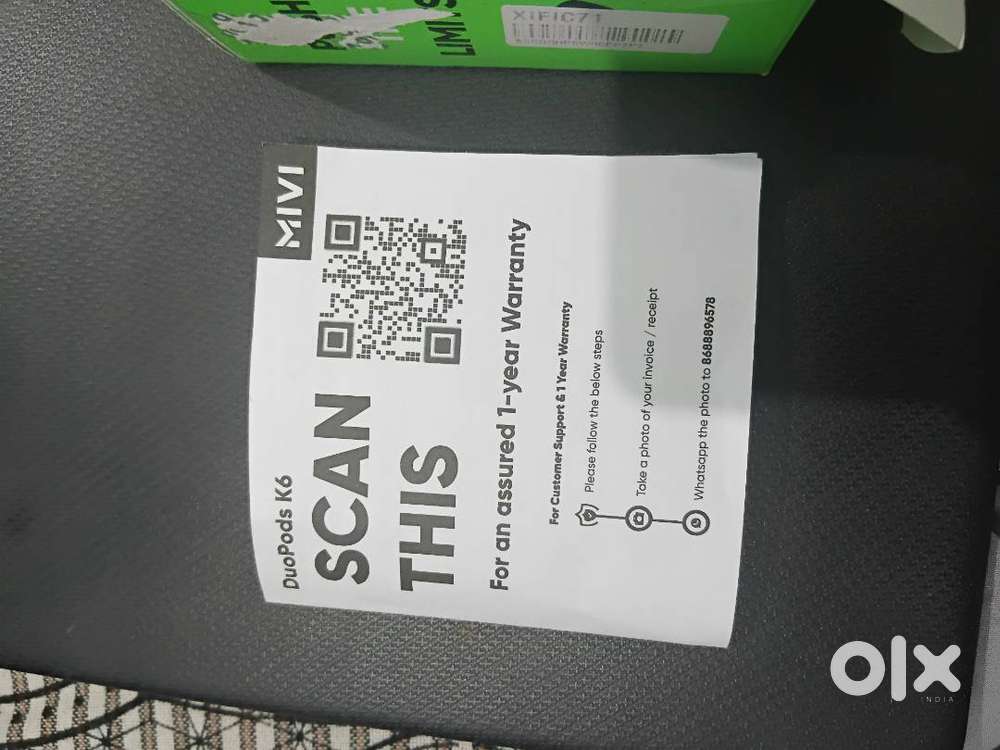 XIFIC71
MIVI
DuoPods K6
SCAN
THIS
For an assured 1-year Warranty
For Customer Support & 1 Year Warranty
Please follow the below steps
Take a photo of your invoice / receipt
Whatsapp the photo to 8688896578
olx
INDIA